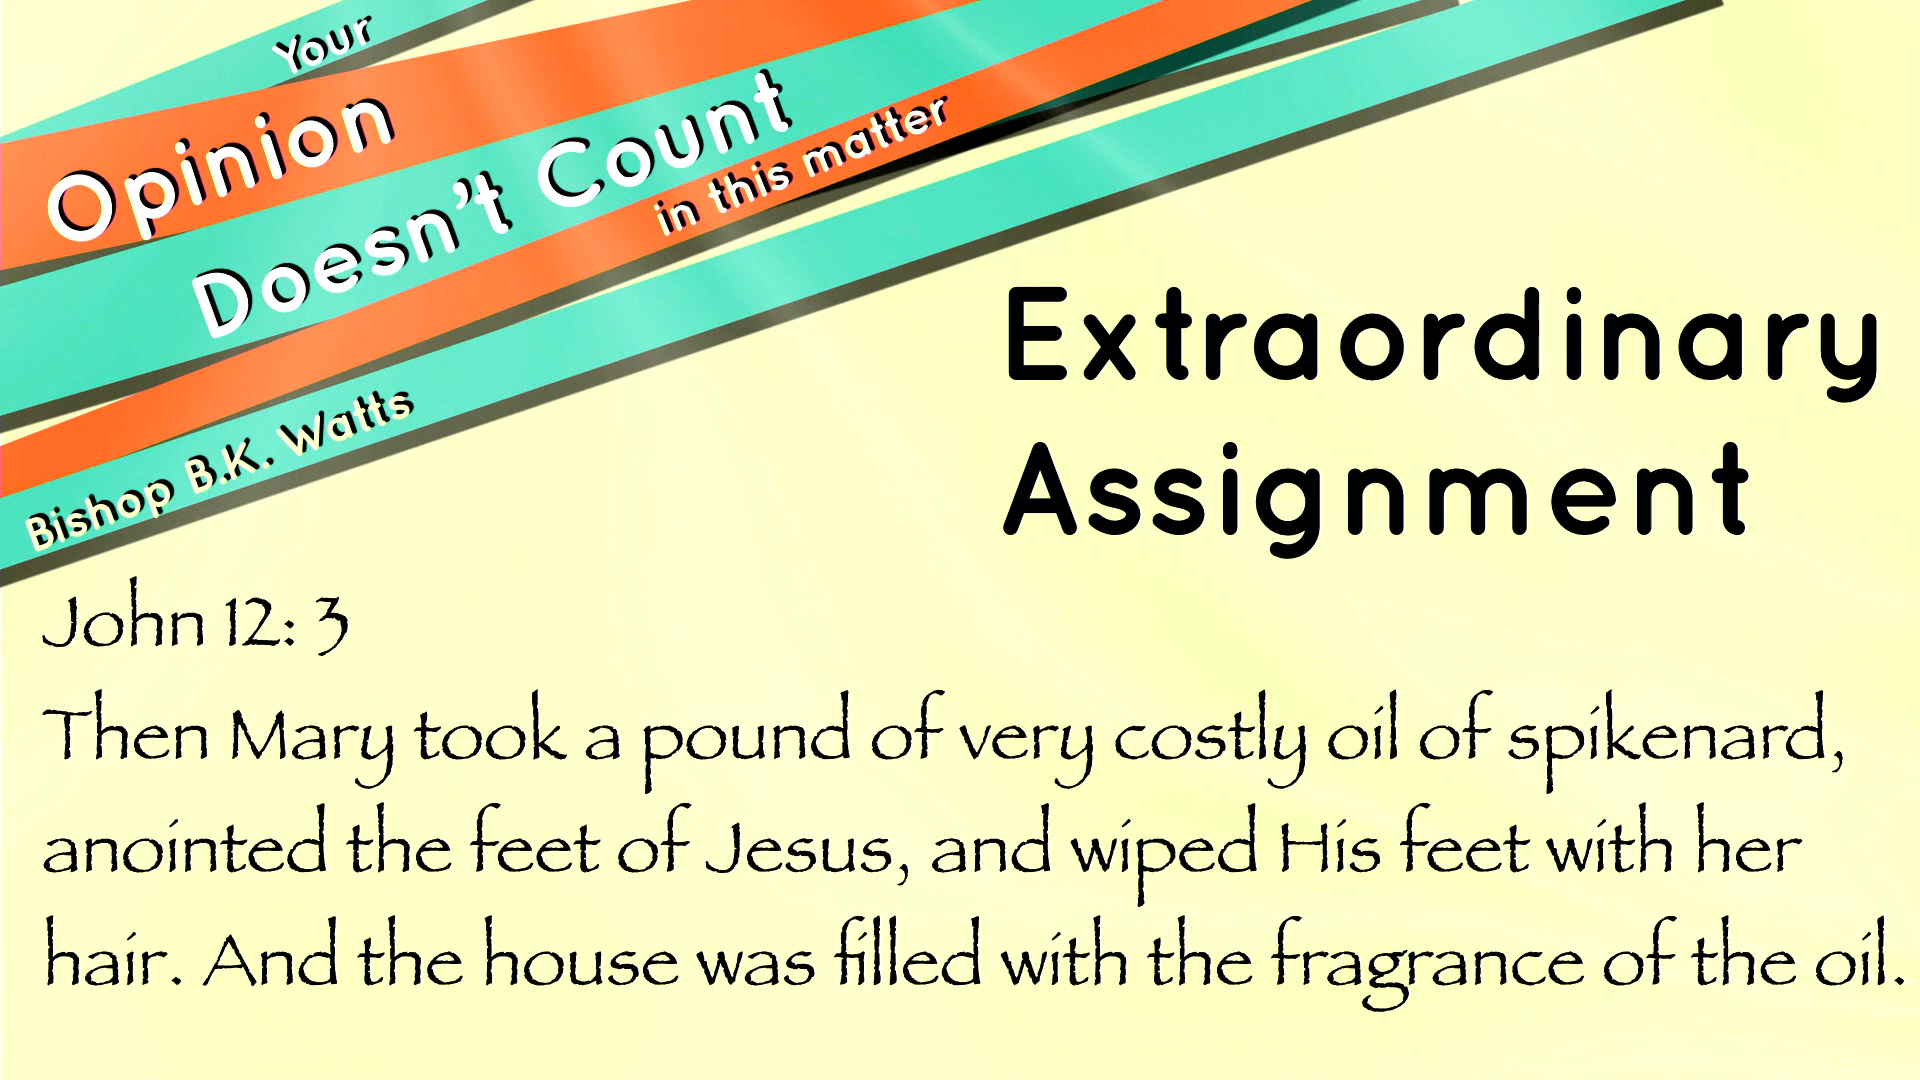 Your
Opinion
Doesn't Count
in this matter
Bishop B.K. Watts
Extraordinary
Assignment
John 12: 3
Then Mary took a pound of very costly oil of spikenard,
anointed the feet of Jesus, and wiped His feet with her
hair. And the house was filled with the fragrance of the oil.